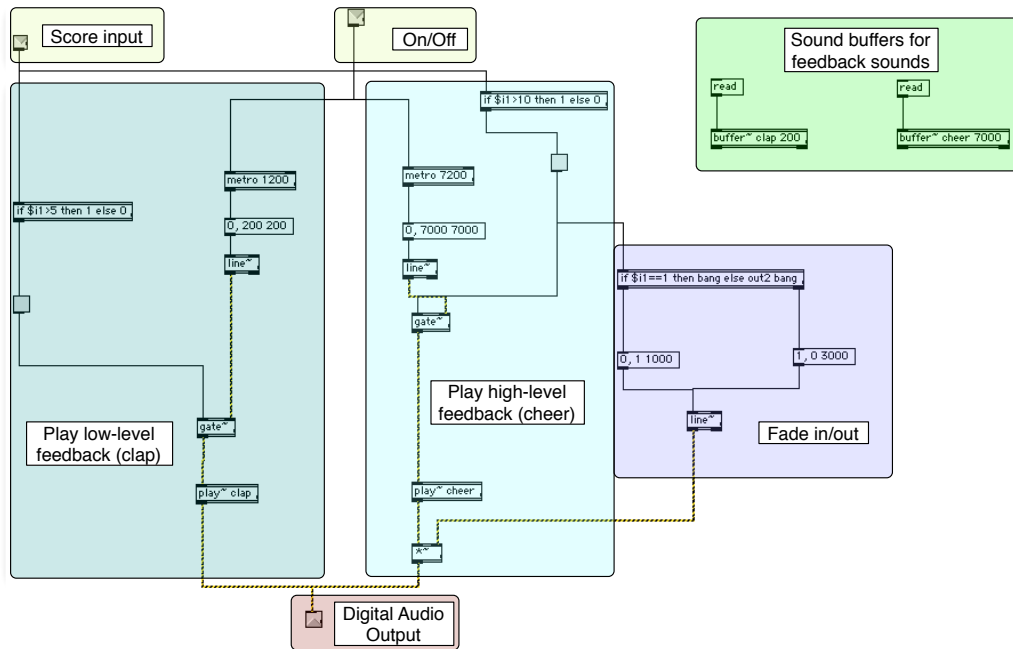 Score input
On/Off
Sound buffers for
feedback sounds
if $i1>10 then 1 else 0
read
read
buffer~ clap 200
buffer~ cheer 7000
metro 1200
metro 7200
if $i1>5 then 1 else 0
0, 200 200
0, 7000 7000
line~
line~
if $i1==1 then bang else out2 bang
gate~
0, 1 1000
1, 0 3000
Play low-level
feedback (clap)
gate~
Play high-level
feedback (cheer)
line~
Fade in/out
play~ clap
play~ cheer
*~
Digital Audio
Output